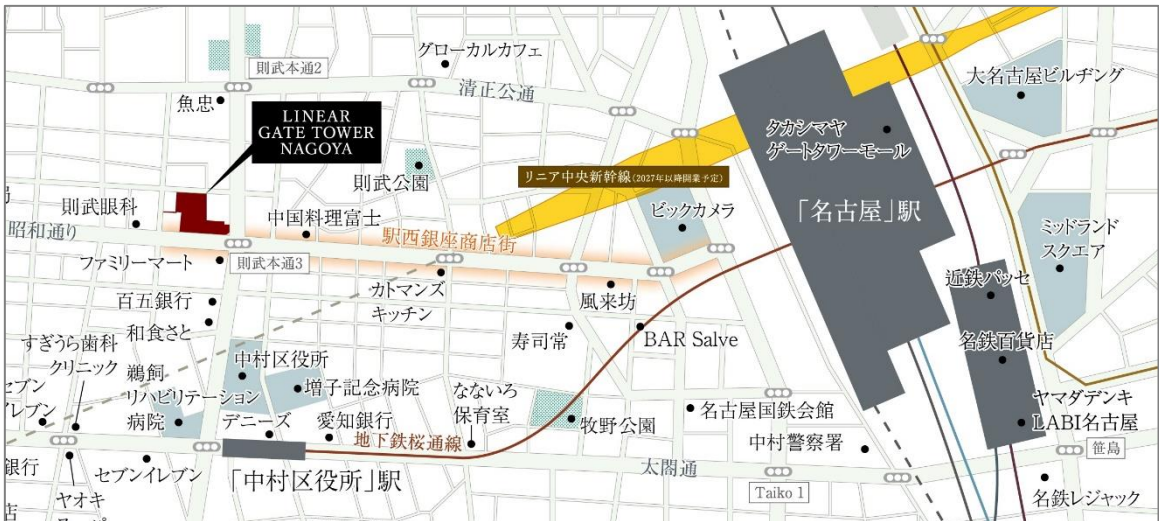 グローカルカフェ
則武本通2
清正公通
大名古屋ビルヂング
魚忠
LINEAR
GATE TOWER
NAGOYA
タカシマヤ
ゲートタワーモール
則武公園
リニア中央新幹線(2027年以降開業予定)
則武眼科
昭和通り
中国料理富士
駅西銀座商店街
ビックカメラ
「名古屋」駅
ミッドランド
スクエア
ファミリーマート
則武本通3
カトマンズ
キッチン
風来坊
近鉄パッセ
百五銀行
和食さと
寿司常
BAR Salve
名鉄百貨店
すぎうら歯科
クリニック
中村区役所
鵜飼
リハビリテーション
病院
増子記念病院
なないろ
保育室
デニーズ
愛知銀行
地下鉄桜通線
牧野公園
名古屋国鉄会館
中村警察署
ヤマダデンキ
LABI名古屋
笹島
セブン
イレブン
銀行
セブンイレブン
「中村区役所」駅
太閤通
Taiko 1
名鉄レジャック
ヤオキ
店